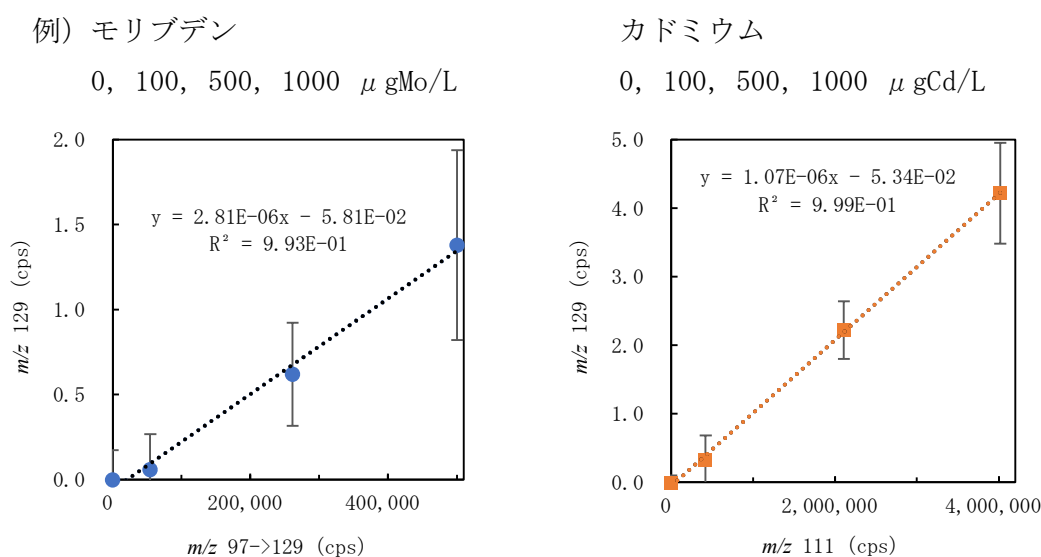 例）モリブデン
0, 100, 500, 1000 μgMo/L
2.0
1.5
1.0
0.5
0.0
y = 2.81E-06x - 5.81E-02
R² = 9.93E-01
m/z 129 (cps)
0 200,000 400,000
m/z 97->129 (cps)
カドミウム
0, 100, 500, 1000 μgCd/L
5.0
4.0
3.0
2.0
1.0
0.0
y = 1.07E-06x - 5.34E-02
R² = 9.99E-01
m/z 129 (cps)
0 2,000,000 4,000,000
m/z 111 (cps)